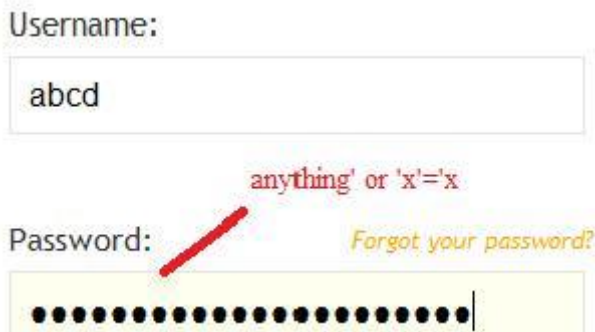 Username:
abcd
anything' or 'x'='x
Password:
Forgot your password?
••••••••••••••••••••••